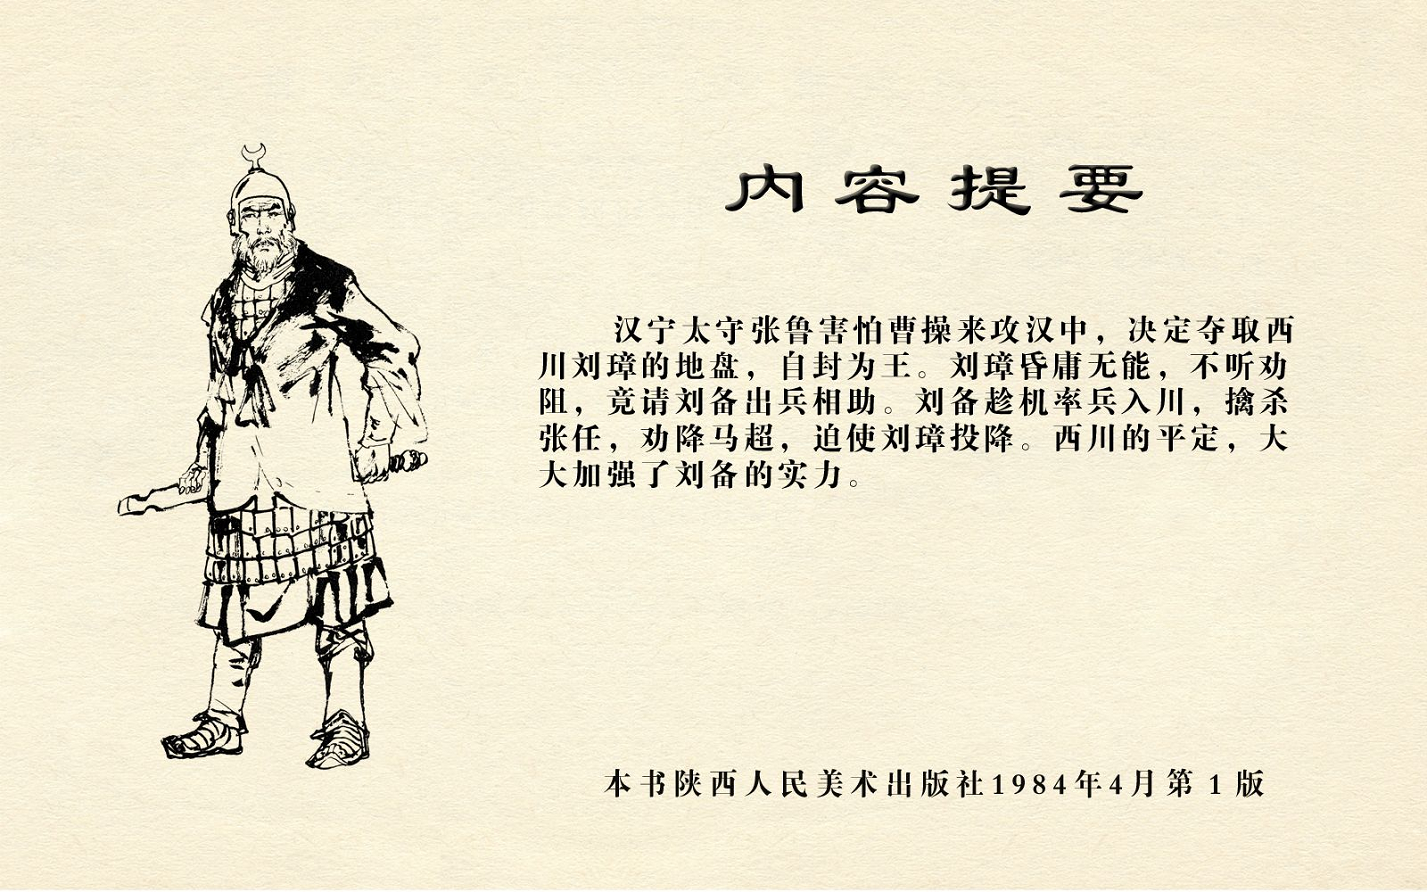 内容提要
汉宁太守张鲁害怕曹操来攻汉中，决定夺取西
川刘璋的地盘，自封为王。刘璋昏庸无能，不听劝
阻，竟请刘备出兵相助。刘备趁机率兵入川，擒杀
张任，劝降马超，迫使刘璋投降。西川的平定，大
大加强了刘备的实力。
本书陕西人民美术出版社1984年4月第1版